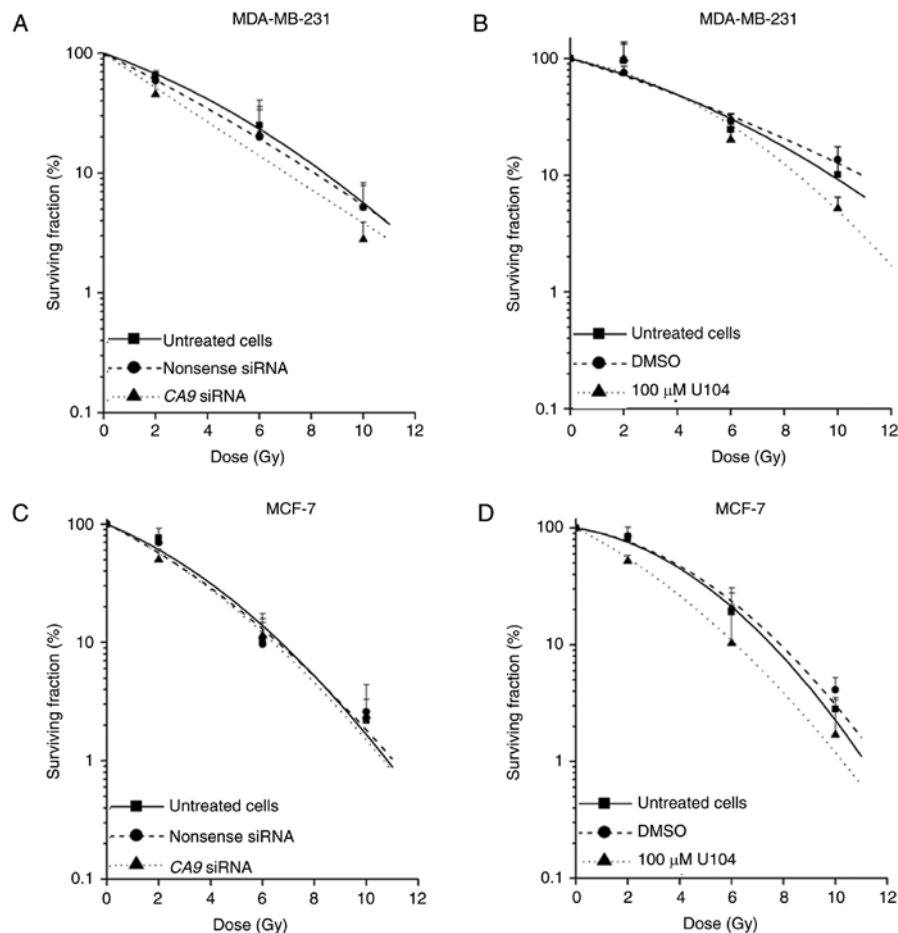 A
MDA-MB-231
100
10
1
0.1
Surviving fraction (%)
Untreated cells
Nonsense siRNA
CA9 siRNA
0 2 4 6 8 10 12
Dose (Gy)
B
MDA-MB-231
100
10
1
0.1
Surviving fraction (%)
Untreated cells
DMSO
100 μM U104
0 2 4 6 8 10 12
Dose (Gy)
C
MCF-7
100
10
1
0.1
Surviving fraction (%)
Untreated cells
Nonsense siRNA
CA9 siRNA
0 2 4 6 8 10 12
Dose (Gy)
D
MCF-7
100
10
1
0.1
Surviving fraction (%)
Untreated cells
DMSO
100 μM U104
0 2 4 6 8 10 12
Dose (Gy)